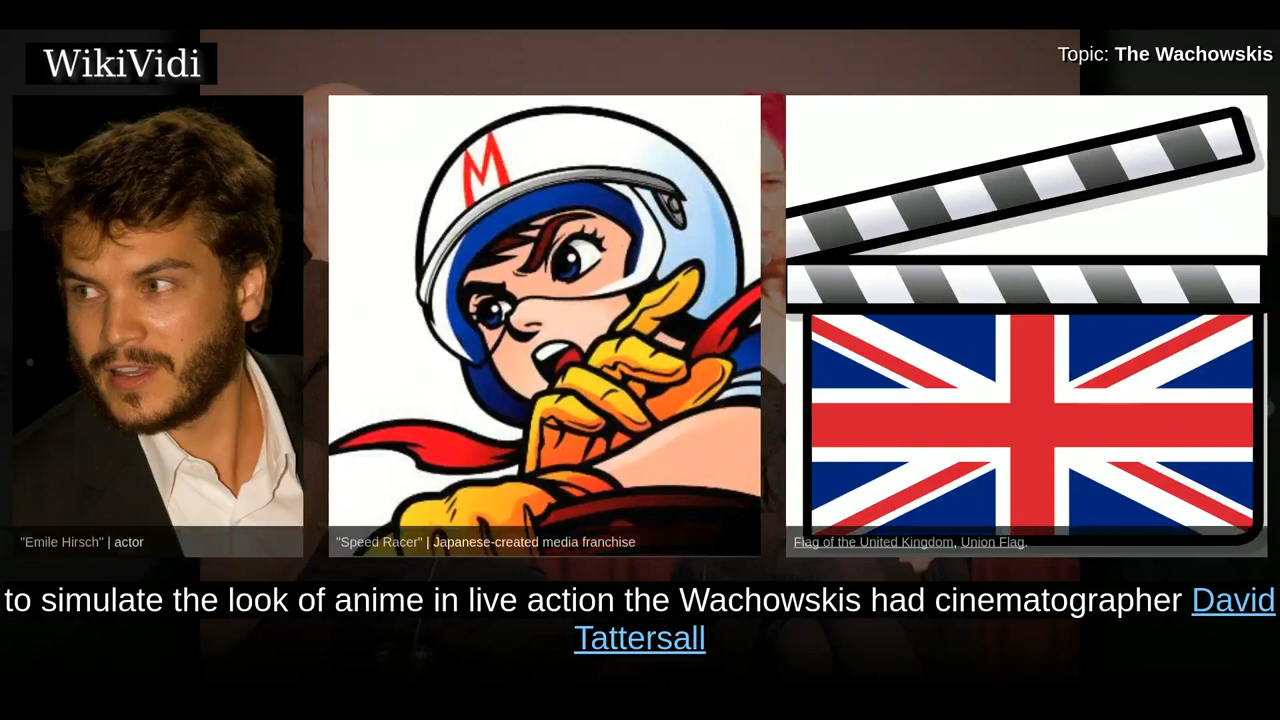 WikiVidi
Topic: The Wachowskis
M
"Emile Hirsch" | actor
"Speed Racer" | Japanese-created media franchise
Flag of the United Kingdom, Union Flag.
to simulate the look of anime in live action the Wachowskis had cinematographer David
Tattersall